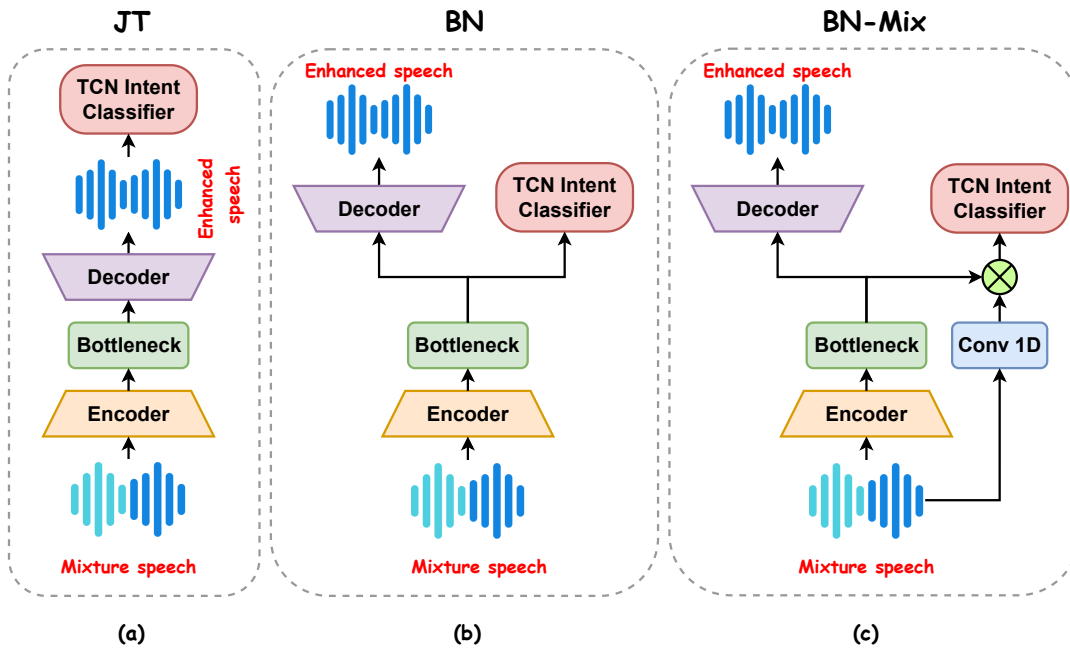 JT
TCN Intent
Classifier
Enhanced
speech
Decoder
Bottleneck
Encoder
Mixture speech
(a)
BN
Enhanced speech
Decoder
TCN Intent
Classifier
Bottleneck
Encoder
Mixture speech
(b)
BN-Mix
Enhanced speech
Decoder
TCN Intent
Classifier
Bottleneck
Conv 1D
Encoder
Mixture speech
(c)